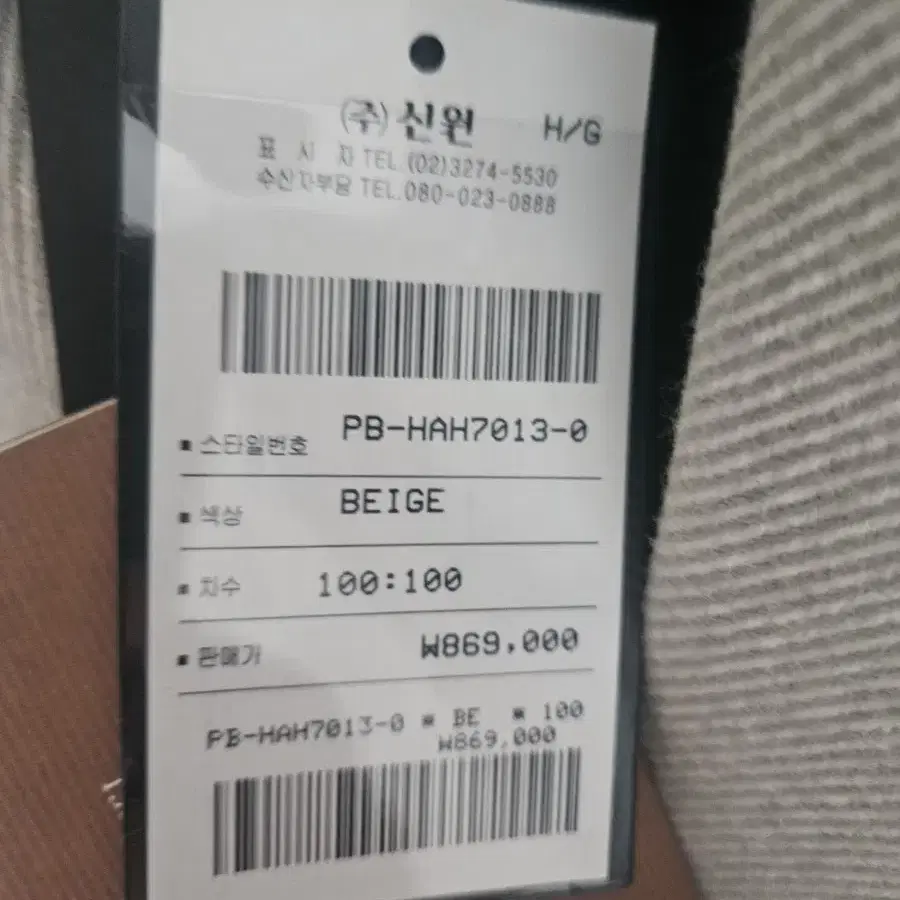 (주)신원 H/G
표 시 자 TEL.(02)3274-5530
수신자부담 TEL.080-023-0888
■ 스타일번호 PB-HAH7013-0
■ 색상 BEIGE
■ 치수 100:100
■ 판매가 ₩869,000
PB-HAH7013-0 * BE * 100
₩869,000